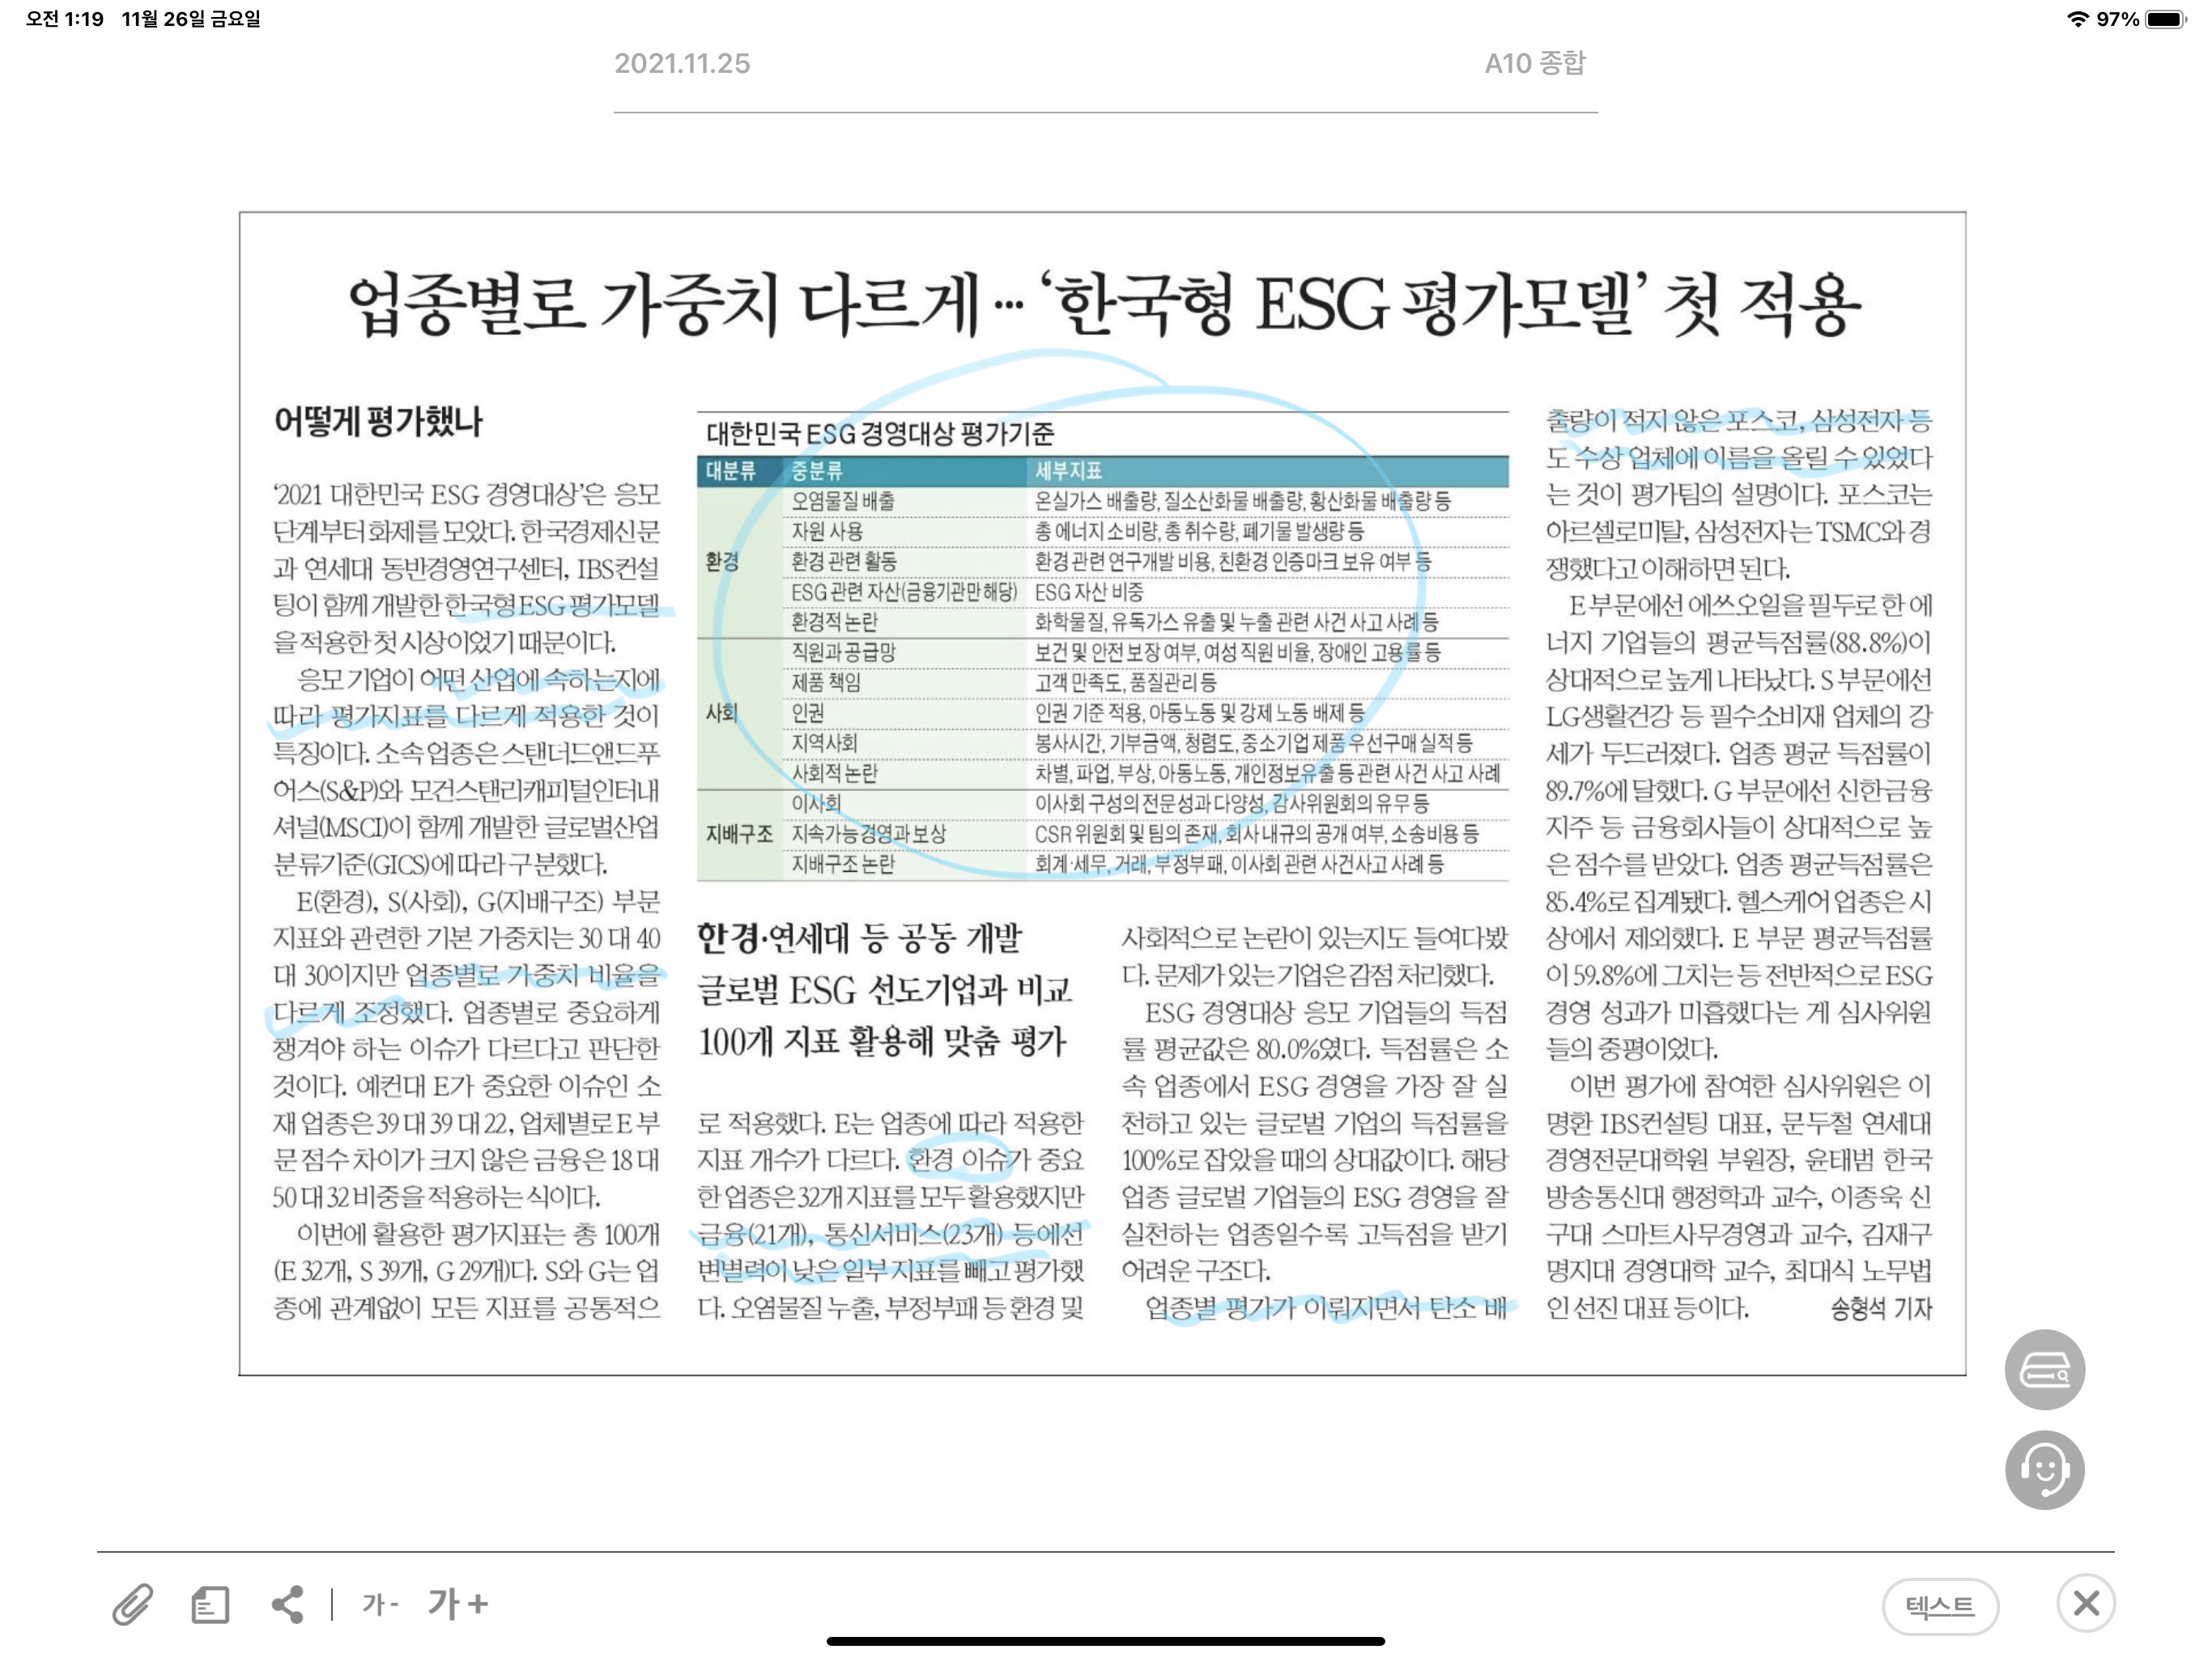 오전 1:19 11월 26일 금요일
97%
2021.11.25
A10 종합
업종별로 가중치 다르게… ‘한국형 ESG 평가모델’ 첫 적용
어떻게 평가했나
‘2021 대한민국 ESG 경영대상’은 응모
단계부터 화제를 모았다. 한국경제신문
과 연세대 동반경영연구센터, IBS컨설
팅이 함께 개발한 한국형 ESG 평가모델
을 적용한 첫 시상이었기 때문이다.
응모 기업이 어떤 산업에 속하는지에
따라 평가지표를 다르게 적용한 것이
특징이다. 소속 업종은 스탠더드앤드푸
어스(S&P)와 모건스탠리캐피털인터내
셔널(MSCI)이 함께 개발한 글로벌산업
분류기준(GICS)에 따라 구분했다.
E(환경), S(사회), G(지배구조) 부문
지표와 관련한 기본 가중치는 30 대 40
대 30이지만 업종별로 가중치 비율을
다르게 조정했다. 업종별로 중요하게
챙겨야 하는 이슈가 다르다고 판단한
것이다. 예컨대 E가 중요한 이슈인 소
재 업종은 39 대 39 대 22, 업체별로 E 부
문 점수 차이가 크지 않은 금융은 18 대
50 대 32 비중을 적용하는 식이다.
이번에 활용한 평가지표는 총 100개
(E 32개, S 39개, G 29개)다. S와 G는 업
종에 관계없이 모든 지표를 공통적으
대한민국 ESG 경영대상 평가기준
대분류 중분류 세부지표
환경
오염물질 배출 온실가스 배출량, 질소산화물 배출량, 황산화물 배출량 등
자원 사용 총 에너지 소비량, 총 취수량, 폐기물 발생량 등
환경 관련 활동 환경 관련 연구개발 비용, 친환경 인증마크 보유 여부 등
ESG 관련 자산(금융기관만 해당) ESG 자산 비중
환경적 논란 화학물질, 유독가스 유출 및 누출 관련 사건 사고 사례 등
사회
직원과 공급망 보건 및 안전 보장 여부, 여성 직원 비율, 장애인 고용률 등
제품 책임 고객 만족도, 품질관리 등
인권 인권 기준 적용, 아동노동 및 강제 노동 배제 등
지역사회 봉사시간, 기부금액, 청렴도, 중소기업 제품 우선구매 실적 등
사회적 논란 차별, 파업, 부상, 아동노동, 개인정보유출 등 관련 사건 사고 사례
지배구조
이사회 이사회 구성의 전문성과 다양성, 감사위원회의 유무 등
지속가능 경영과 보상 CSR 위원회 및 팀의 존재, 회사 내규의 공개 여부, 소송비용 등
지배구조 논란 회계·세무, 거래, 부정부패, 이사회 관련 사건사고 사례 등
한경·연세대 등 공동 개발
글로벌 ESG 선도기업과 비교
100개 지표 활용해 맞춤 평가
로 적용했다. E는 업종에 따라 적용한
지표 개수가 다르다. 환경 이슈가 중요
한 업종은 32개 지표를 모두 활용했지만
금융(21개), 통신서비스(23개) 등에선
변별력이 낮은 일부 지표를 빼고 평가했
다. 오염물질 누출, 부정부패 등 환경 및
사회적으로 논란이 있는지도 들여다봤
다. 문제가 있는 기업은 감점 처리했다.
ESG 경영대상 응모 기업들의 득점
률 평균값은 80.0%였다. 득점률은 소
속 업종에서 ESG 경영을 가장 잘 실
천하고 있는 글로벌 기업의 득점률을
100%로 잡았을 때의 상대값이다. 해당
업종 글로벌 기업들의 ESG 경영을 잘
실천하는 업종일수록 고득점을 받기
어려운 구조다.
업종별 평가가 이뤄지면서 탄소 배
출량이 적지 않은 포스코, 삼성전자 등
도 수상 업체에 이름을 올릴 수 있었다
는 것이 평가팀의 설명이다. 포스코는
아르셀로미탈, 삼성전자는 TSMC와 경
쟁했다고 이해하면 된다.
E 부문에선 에쓰오일을 필두로 한 에
너지 기업들의 평균득점률(88.8%)이
상대적으로 높게 나타났다. S 부문에선
LG생활건강 등 필수소비재 업체의 강
세가 두드러졌다. 업종 평균 득점률이
89.7%에 달했다. G 부문에선 신한금융
지주 등 금융회사들이 상대적으로 높
은 점수를 받았다. 업종 평균득점률은
85.4%로 집계됐다. 헬스케어 업종은 시
상에서 제외했다. E 부문 평균득점률
이 59.8%에 그치는 등 전반적으로 ESG
경영 성과가 미흡했다는 게 심사위원
들의 중평이었다.
이번 평가에 참여한 심사위원은 이
명환 IBS컨설팅 대표, 문두철 연세대
경영전문대학원 부원장, 윤태범 한국
방송통신대 행정학과 교수, 이종욱 신
구대 스마트사무경영과 교수, 김재구
명지대 경영대학 교수, 최대식 노무법
인 선진 대표 등이다. 송형석 기자
가- 가+
텍스트